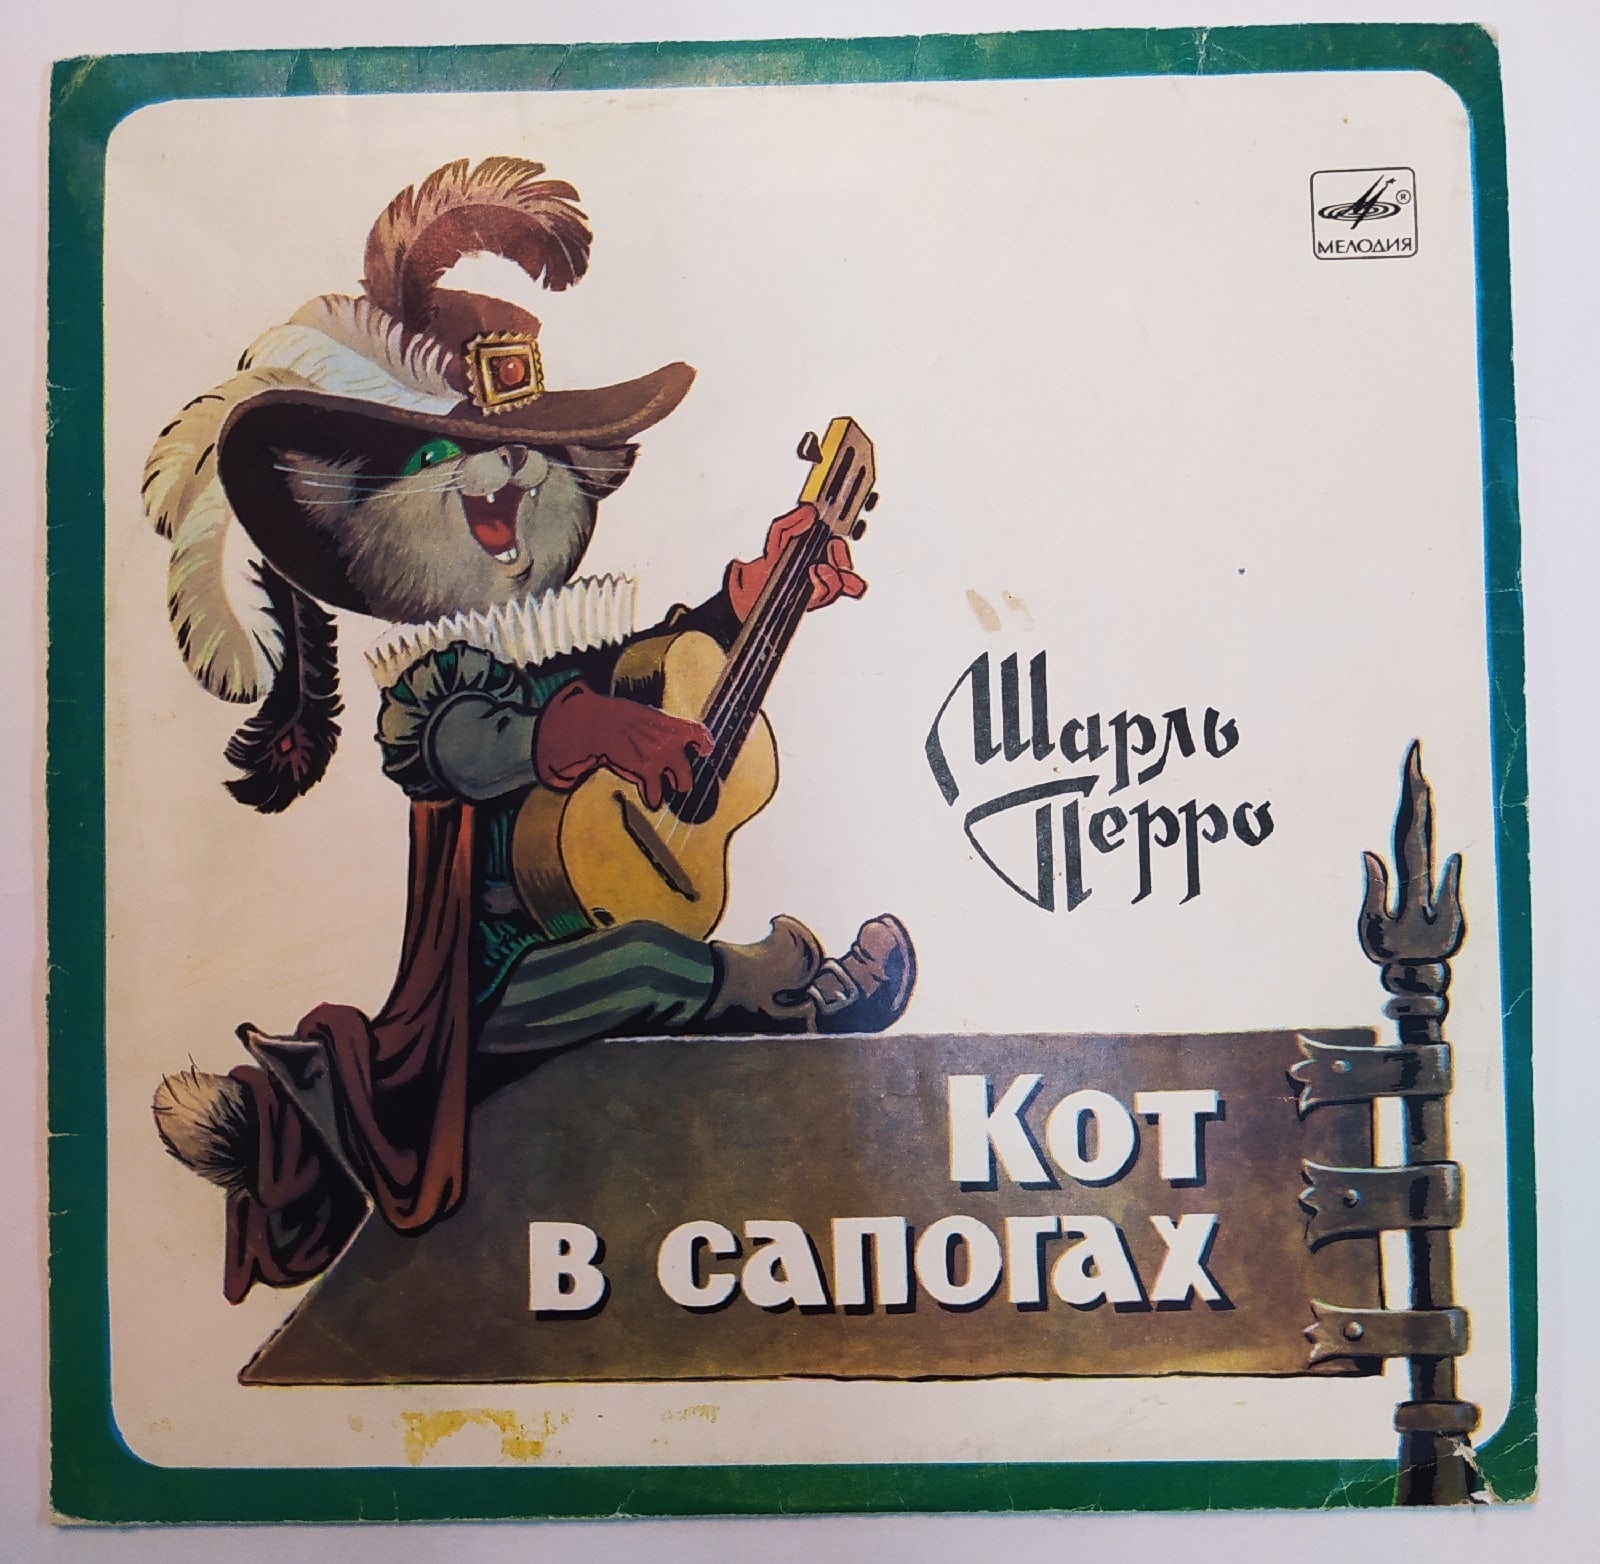 МЕЛОДИЯ
Шарль
Перро
Кот
в сапогах